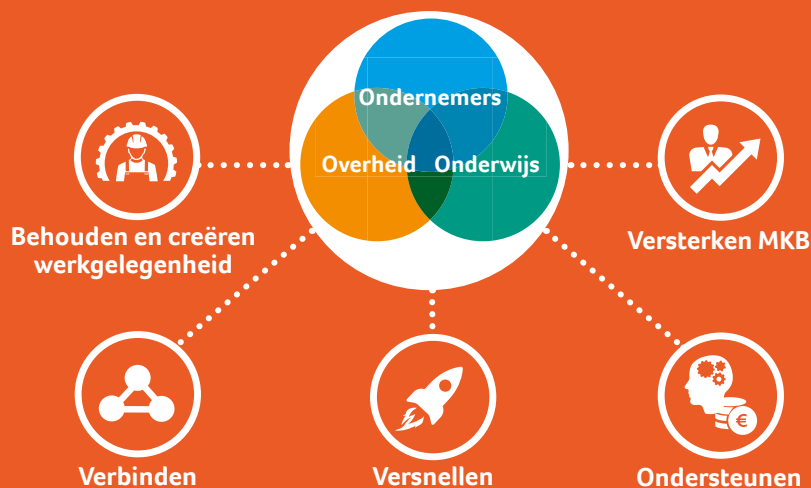 Ondernemers
Overheid
Onderwijs
Behouden en creëren
werkgelegenheid
Versterken MKB
Verbinden
Versnellen
Ondersteunen
€